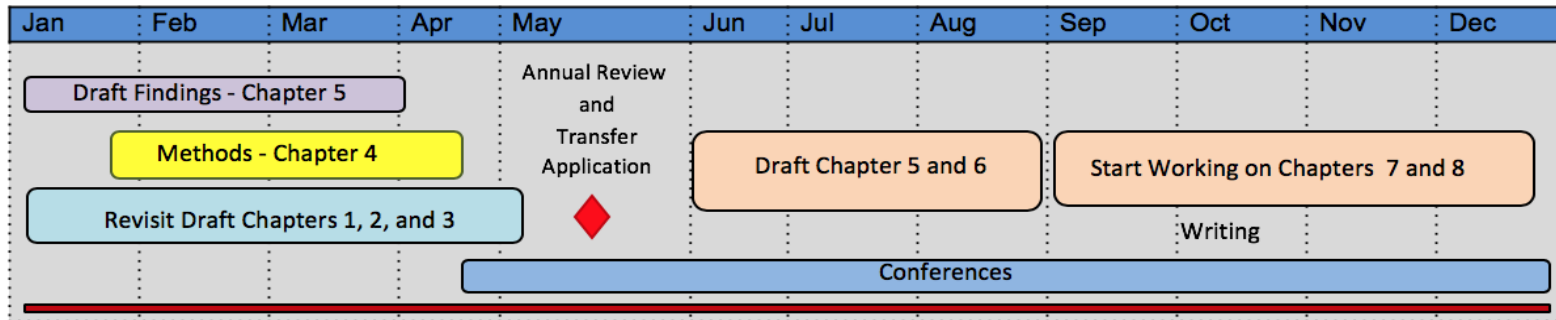 Jan Feb Mar Apr May Jun Jul Aug Sep Oct Nov Dec
Draft Findings - Chapter 5
Methods - Chapter 4
Revisit Draft Chapters 1, 2, and 3
Annual Review
and
Transfer
Application
Draft Chapter 5 and 6
Start Working on Chapters 7 and 8
Writing
Conferences